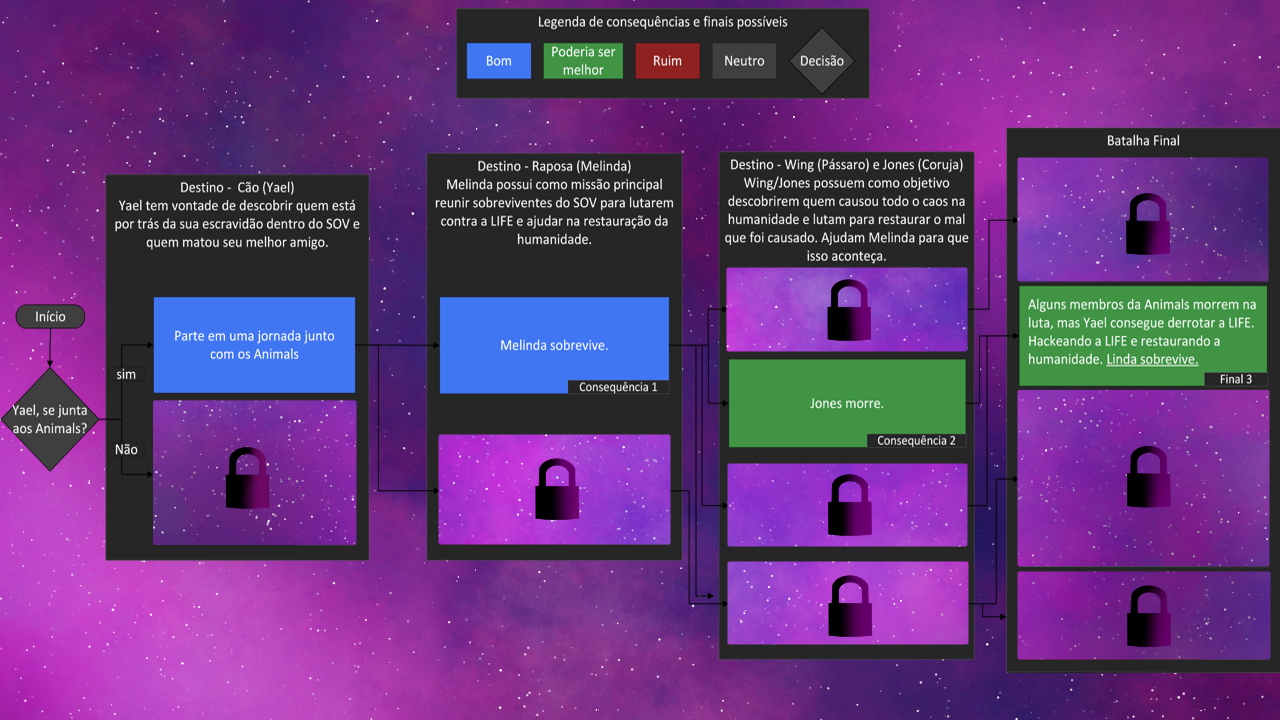 Legenda de consequências e finais possíveis
Bom
Poderia ser
melhor
Ruim
Neutro
Decisão
Início
Yael, se junta
aos Animals?
sim
Não
Destino -  Cão (Yael)
Yael tem vontade de descobrir quem está
por trás da sua escravidão dentro do SOV e
quem matou seu melhor amigo.
Parte em uma jornada junto
com os Animals
Destino - Raposa (Melinda)
Melinda possui como missão principal
reunir sobreviventes do SOV para lutarem
contra a LIFE e ajudar na restauração da
humanidade.
Melinda sobrevive.
Consequência 1
Destino - Wing (Pássaro) e Jones (Coruja)
Wing/Jones possuem como objetivo
descobrirem quem causou todo o caos na
humanidade e lutam para restaurar o mal
que foi causado. Ajudam Melinda para que
isso aconteça.
Jones morre.
Consequência 2
Batalha Final
Alguns membros da Animals morrem na
luta, mas Yael consegue derrotar a LIFE.
Hackeando a LIFE e restaurando a
humanidade. Linda sobrevive.
Final 3